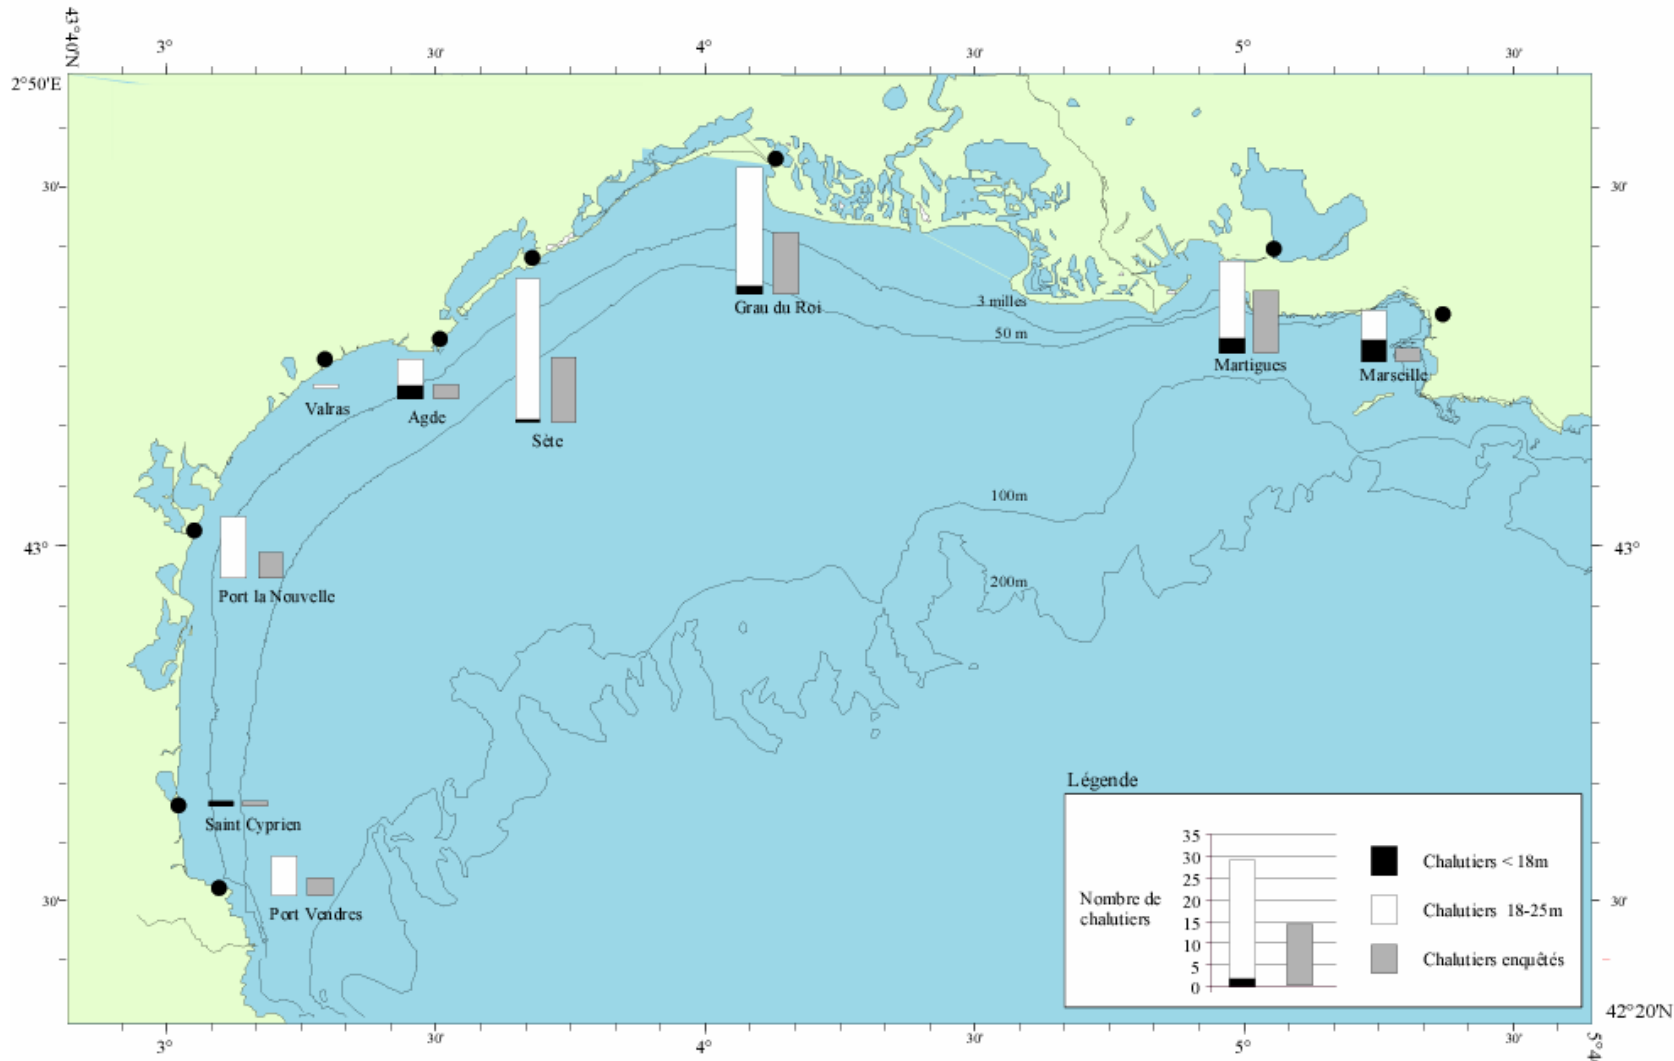 43°40'N
3°
30'
4°
30'
5°
30'
2°50'E
30'
30'
3 milles
Grau du Roi
50 m
Martigues
Marseille
Valras
Agde
Sète
100m
43°
43°
200m
Port la Nouvelle
Légende
Saint Cyprien
35
30
25
20
15
10
5
0
Nombre de
chalutiers
Chalutiers < 18m
Chalutiers 18-25m
Chalutiers enquêtés
30'
30'
Port Vendres
42°20'N
3°
30'
4°
30'
5°
30'